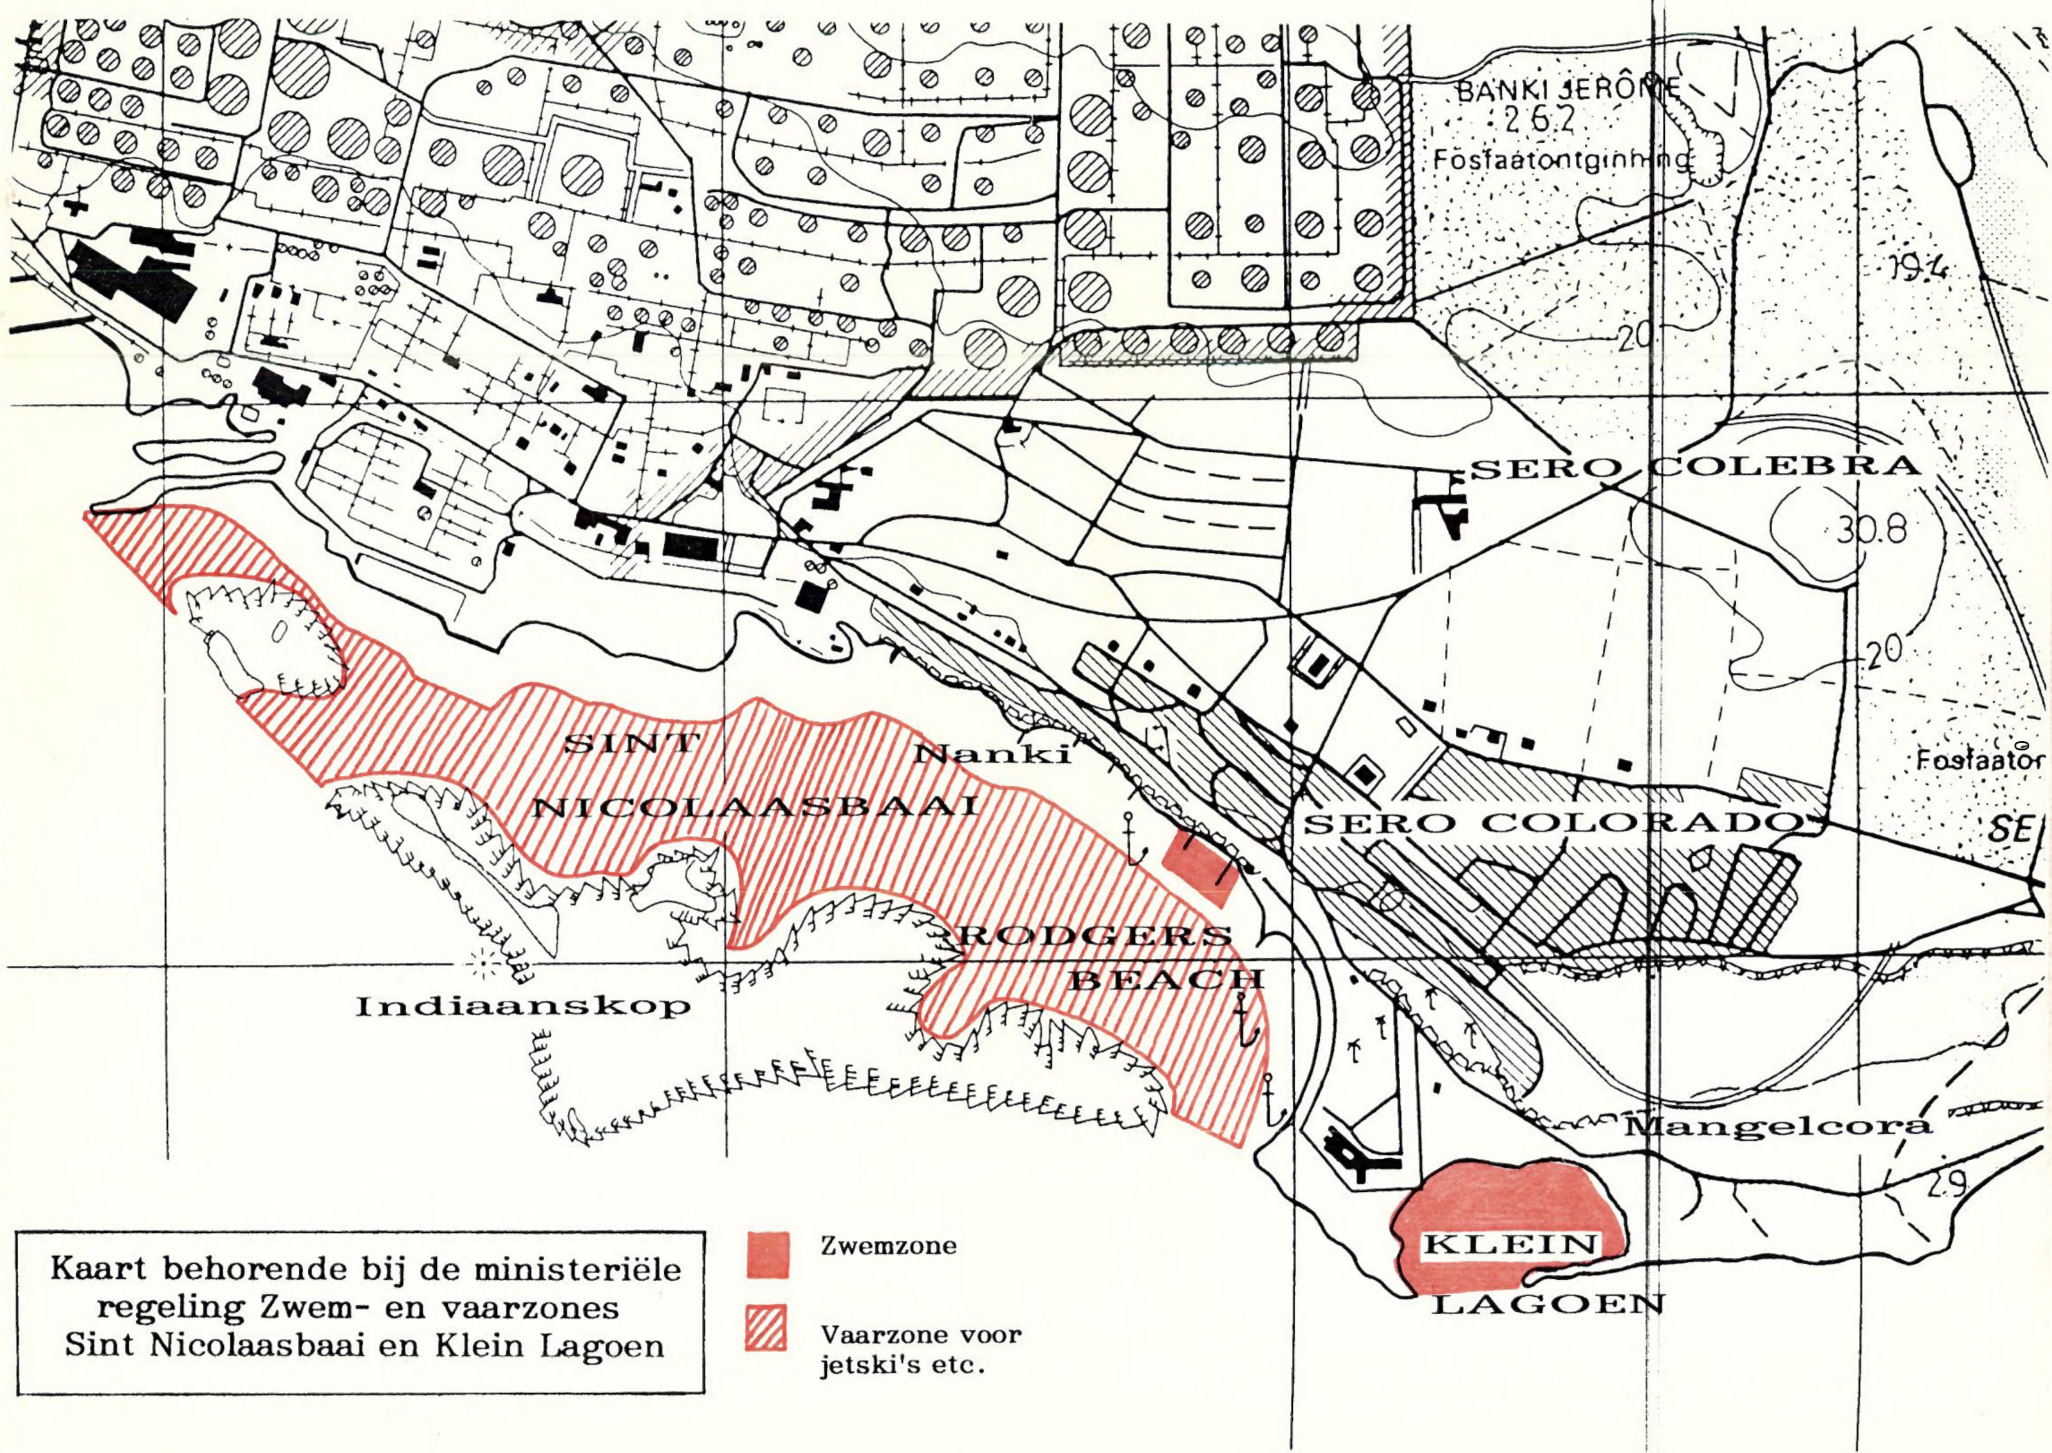 BANKI JERÔME
262
Fosfaatontginning
19.4
20
SERO COLEBRA
30.8
20
Fosfaator
SINT
NICOLAASBAAI
Nanki
SERO COLORADO
SE
RODGERS
BEACH
Indiaanskop
Mangelcora
2.9
KLEIN
LAGOEN
Kaart behorende bij de ministeriële
regeling Zwem- en vaarzones
Sint Nicolaasbaai en Klein Lagoen
Zwemzone
Vaarzone voor
jetski's etc.